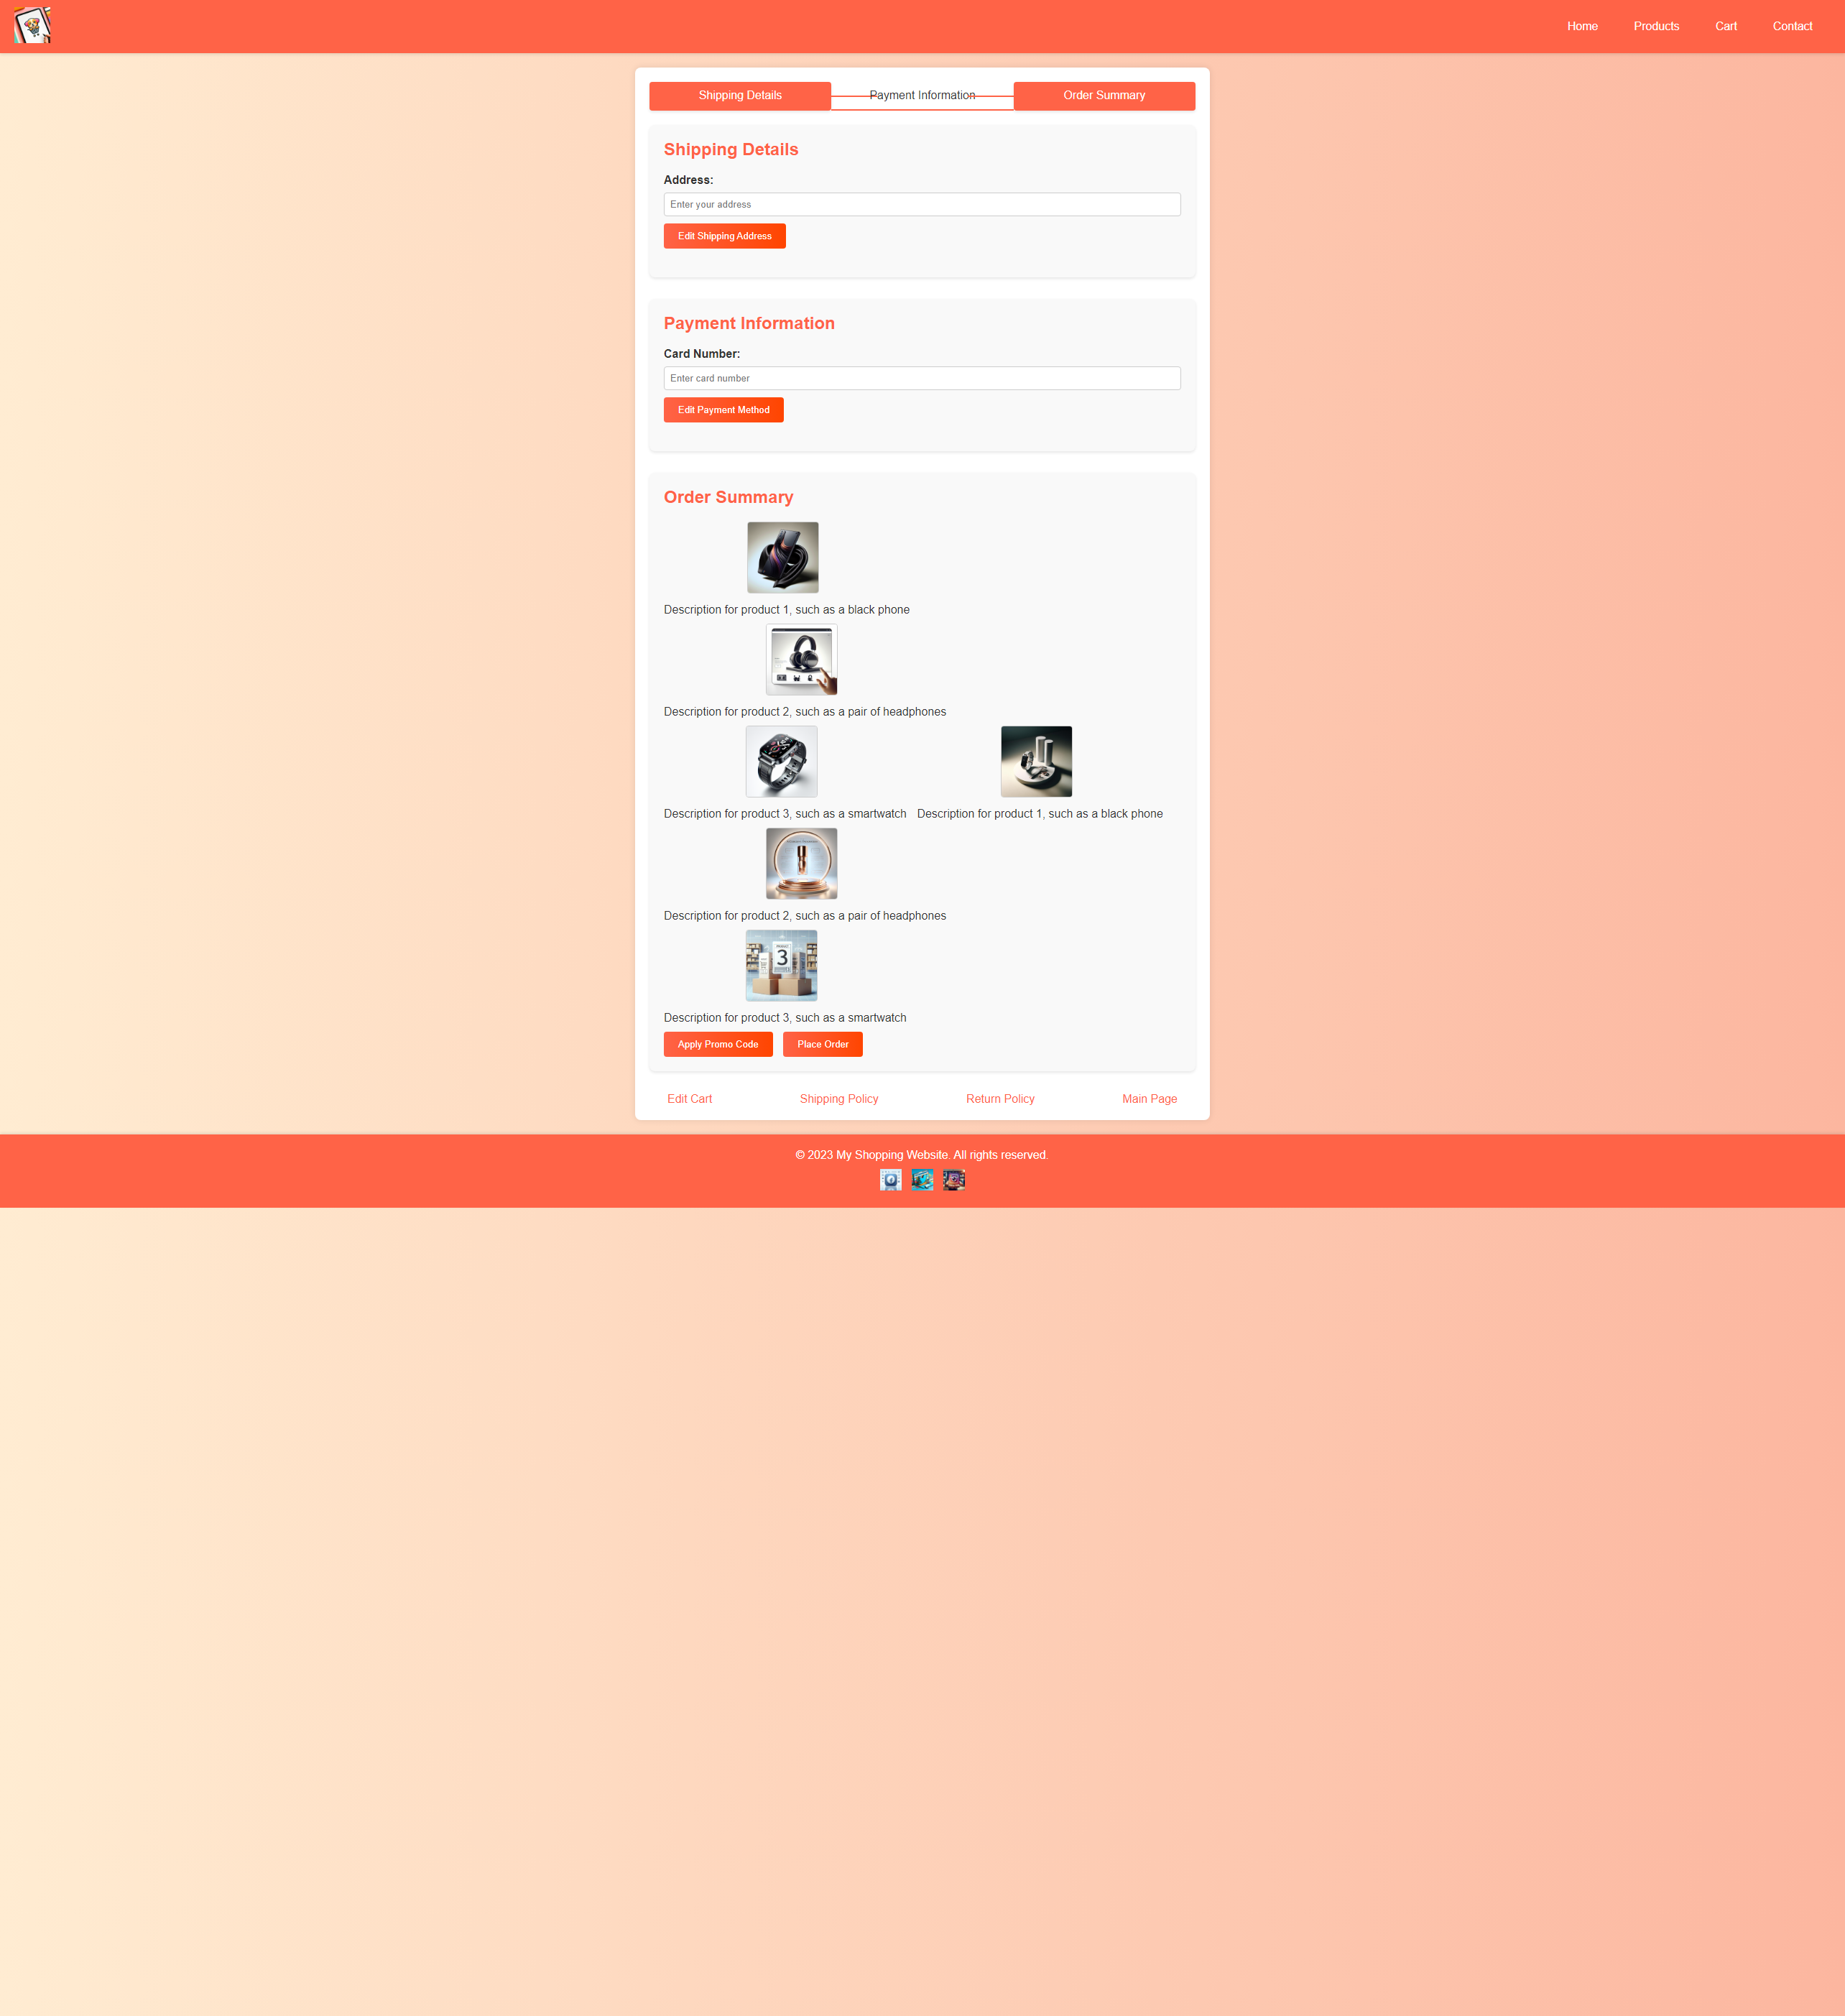 Home Products Cart Contact
Shipping Details Payment Information Order Summary
Shipping Details
Address:
Enter your address
Edit Shipping Address
Payment Information
Card Number:
Enter card number
Edit Payment Method
Order Summary
Description for product 1, such as a black phone
Description for product 2, such as a pair of headphones
Description for product 3, such as a smartwatch Description for product 1, such as a black phone
Description for product 2, such as a pair of headphones
3
Description for product 3, such as a smartwatch
Apply Promo Code Place Order
Edit Cart Shipping Policy Return Policy Main Page
© 2023 My Shopping Website. All rights reserved.